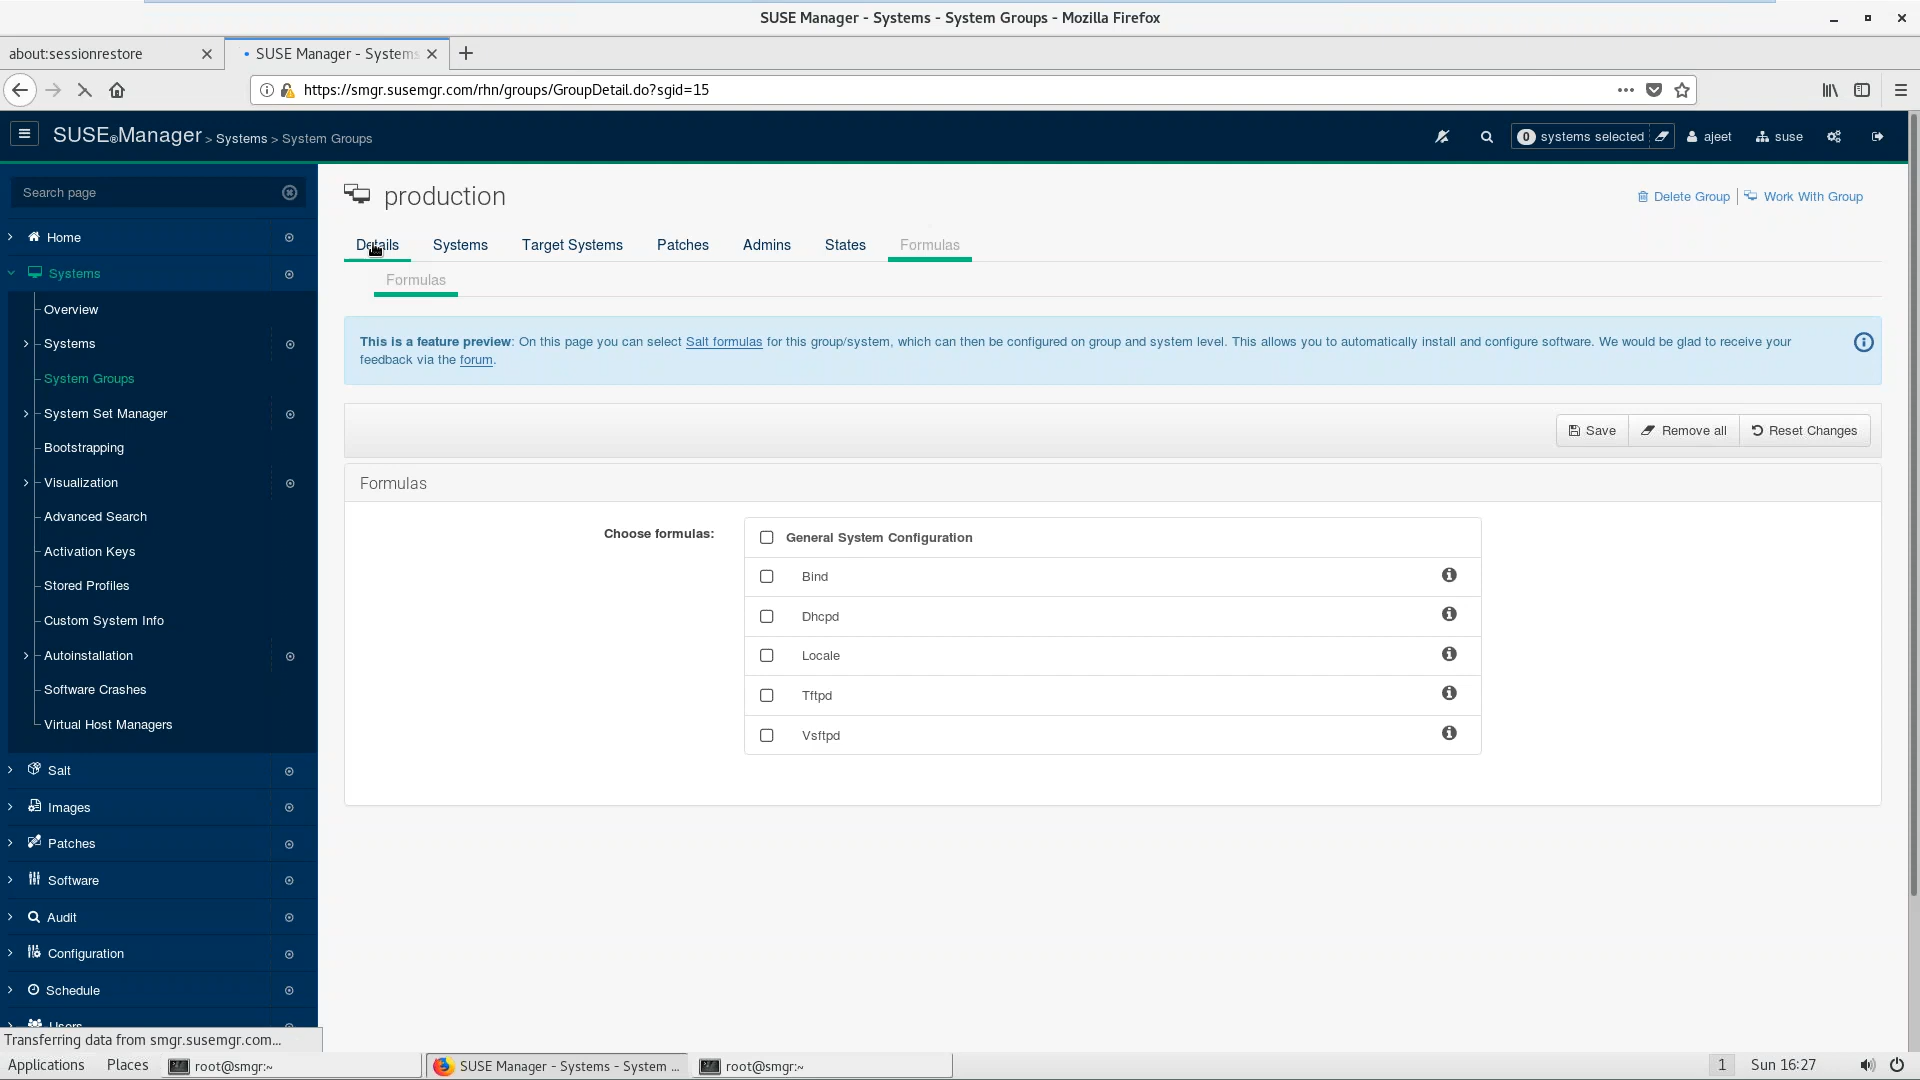 SUSE Manager - Systems - System Groups - Mozilla Firefox
about:sessionrestore
SUSE Manager - Systems
https://smgr.susemgr.com/rhn/groups/GroupDetail.do?sgid=15
SUSE Manager > Systems > System Groups
0 systems selected
ajeet
suse
Search page
Home
Systems
Overview
Systems
System Groups
System Set Manager
Bootstrapping
Visualization
Advanced Search
Activation Keys
Stored Profiles
Custom System Info
Autoinstallation
Software Crashes
Virtual Host Managers
Salt
Images
Patches
Software
Audit
Configuration
Schedule
Users
production
Delete Group | Work With Group
Details Systems Target Systems Patches Admins States Formulas
Formulas
This is a feature preview: On this page you can select Salt formulas for this group/system, which can then be configured on group and system level. This allows you to automatically install and configure software. We would be glad to receive your
feedback via the forum.
Save Remove all Reset Changes
Formulas
Choose formulas:
General System Configuration
Bind
Dhcpd
Locale
Tftpd
Vsftpd
Transferring data from smgr.susemgr.com...
Applications Places root@smgr:~ SUSE Manager - Systems - System ... root@smgr:~ 1 Sun 16:27